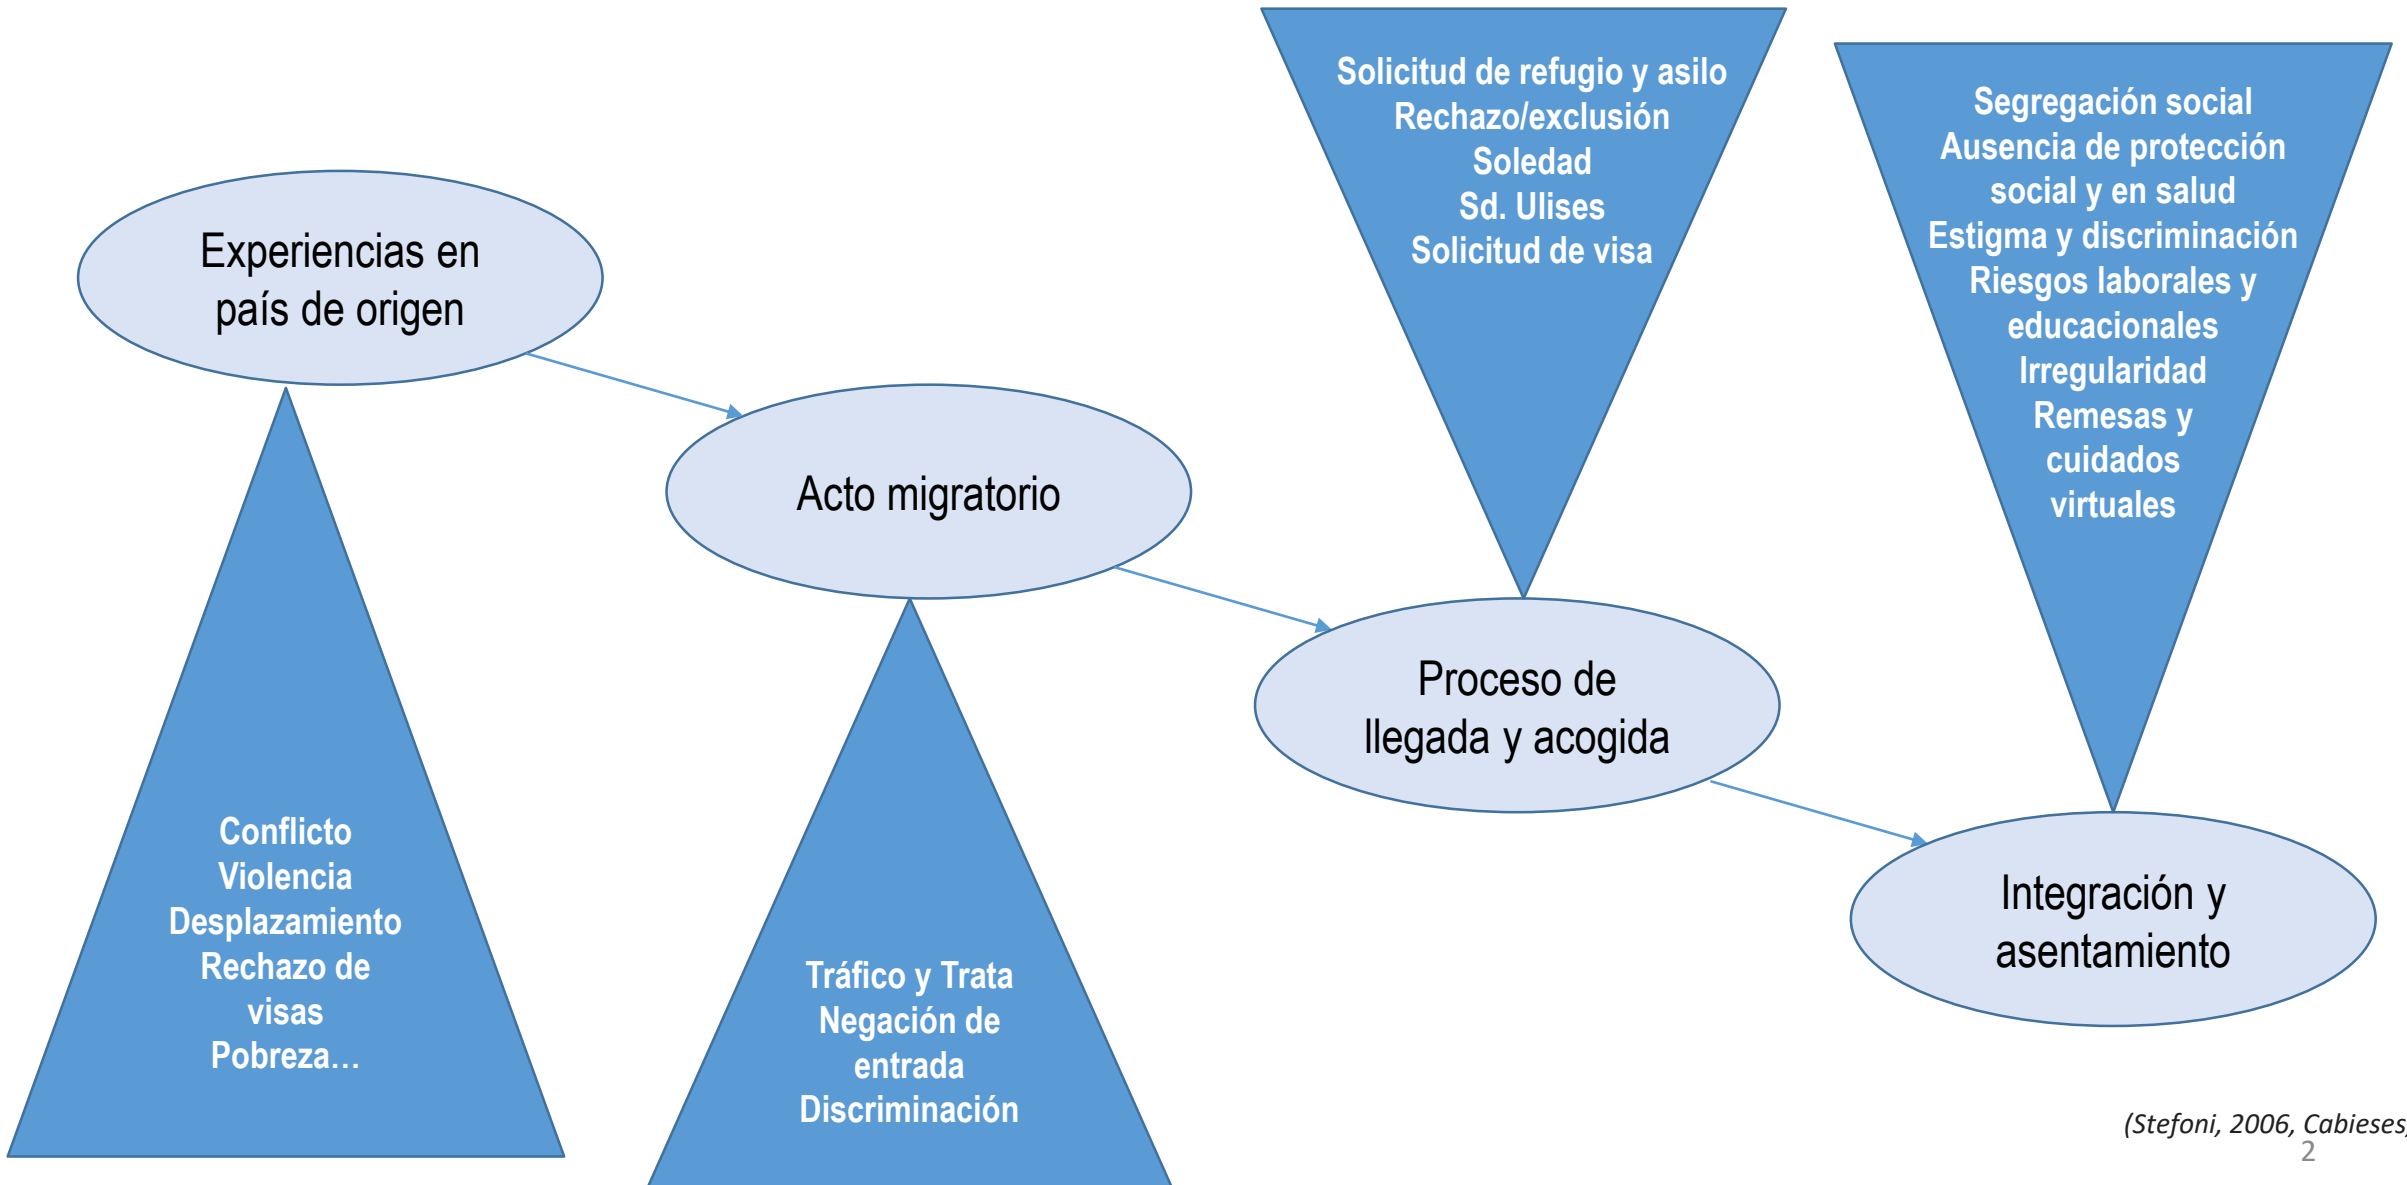 Experiencias en
país de origen
Conflicto
Violencia
Desplazamiento
Rechazo de
visas
Pobreza…
Acto migratorio
Tráfico y Trata
Negación de
entrada
Discriminación
Solicitud de refugio y asilo
Rechazo/exclusión
Soledad
Sd. Ulises
Solicitud de visa
Proceso de
llegada y acogida
Segregación social
Ausencia de protección
social y en salud
Estigma y discriminación
Riesgos laborales y
educacionales
Irregularidad
Remesas y
cuidados
virtuales
Integración y
asentamiento
(Stefoni, 2006, Cabieses,
2